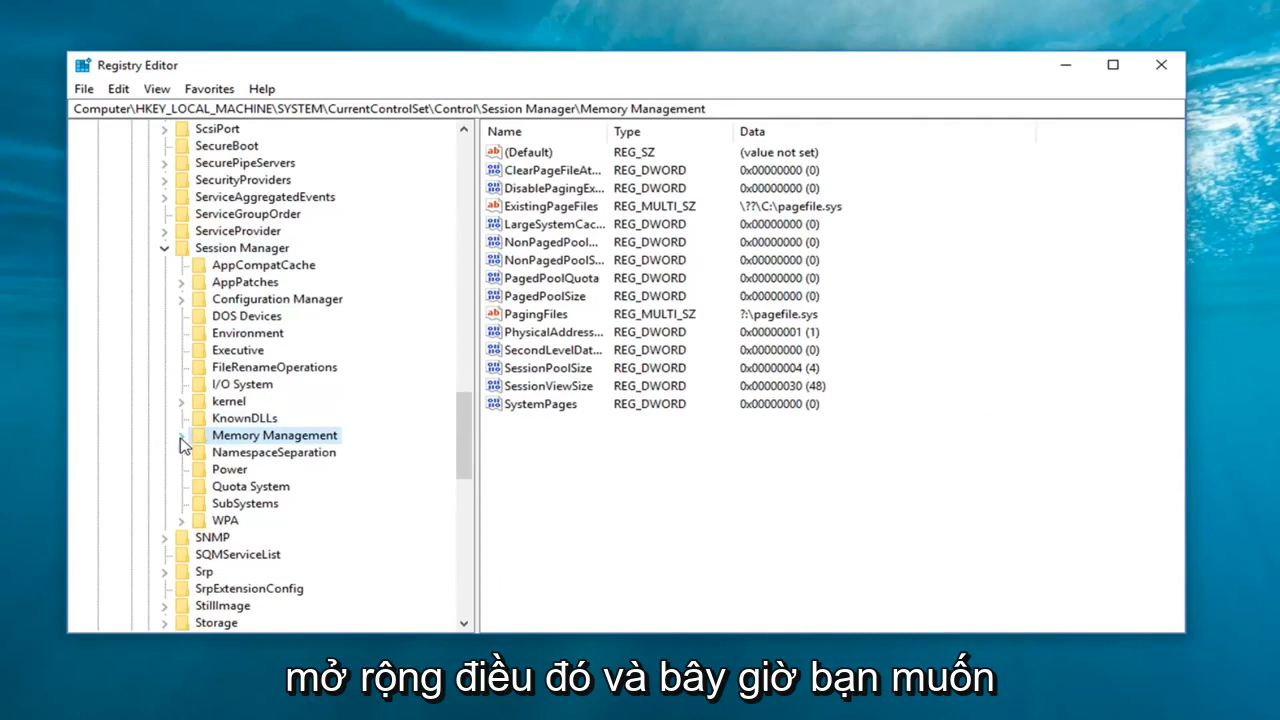 Registry Editor
File Edit View Favorites Help
Computer\HKEY_LOCAL_MACHINE\SYSTEM\CurrentControlSet\Control\Session Manager\Memory Management
ScsiPort
SecureBoot
SecurePipeServers
SecurityProviders
ServiceAggregatedEvents
ServiceGroupOrder
ServiceProvider
Session Manager
AppCompatCache
AppPatches
Configuration Manager
DOS Devices
Environment
Executive
FileRenameOperations
I/O System
kernel
KnownDLLs
Memory Management
NamespaceSeparation
Power
Quota System
SubSystems
WPA
SNMP
SQMServiceList
Srp
SrpExtensionConfig
StillImage
Storage
Name Type Data
(Default) REG_SZ (value not set)
ClearPageFileAt... REG_DWORD 0x00000000 (0)
DisablePagingEx... REG_DWORD 0x00000000 (0)
ExistingPageFiles REG_MULTI_SZ \??\C:\pagefile.sys
LargeSystemCac... REG_DWORD 0x00000000 (0)
NonPagedPool... REG_DWORD 0x00000000 (0)
NonPagedPoolS... REG_DWORD 0x00000000 (0)
PagedPoolQuota REG_DWORD 0x00000000 (0)
PagedPoolSize REG_DWORD 0x00000000 (0)
PagingFiles REG_MULTI_SZ ?:\pagefile.sys
PhysicalAddress... REG_DWORD 0x00000001 (1)
SecondLevelDat... REG_DWORD 0x00000000 (0)
SessionPoolSize REG_DWORD 0x00000004 (4)
SessionViewSize REG_DWORD 0x00000030 (48)
SystemPages REG_DWORD 0x00000000 (0)
mở rộng điều đó và bây giờ bạn muốn